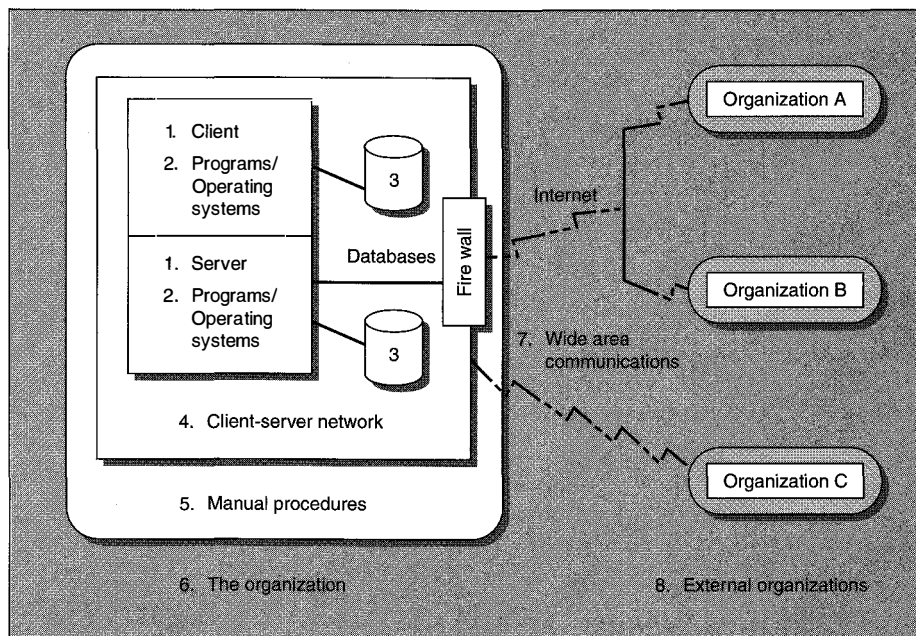 1. Client
2. Programs/
Operating
systems
3
Databases
1. Server
2. Programs/
Operating
systems
3
Fire wall
4. Client-server network
5. Manual procedures
6. The organization
Internet
7. Wide area
communications
Organization A
Organization B
Organization C
8. External organizations